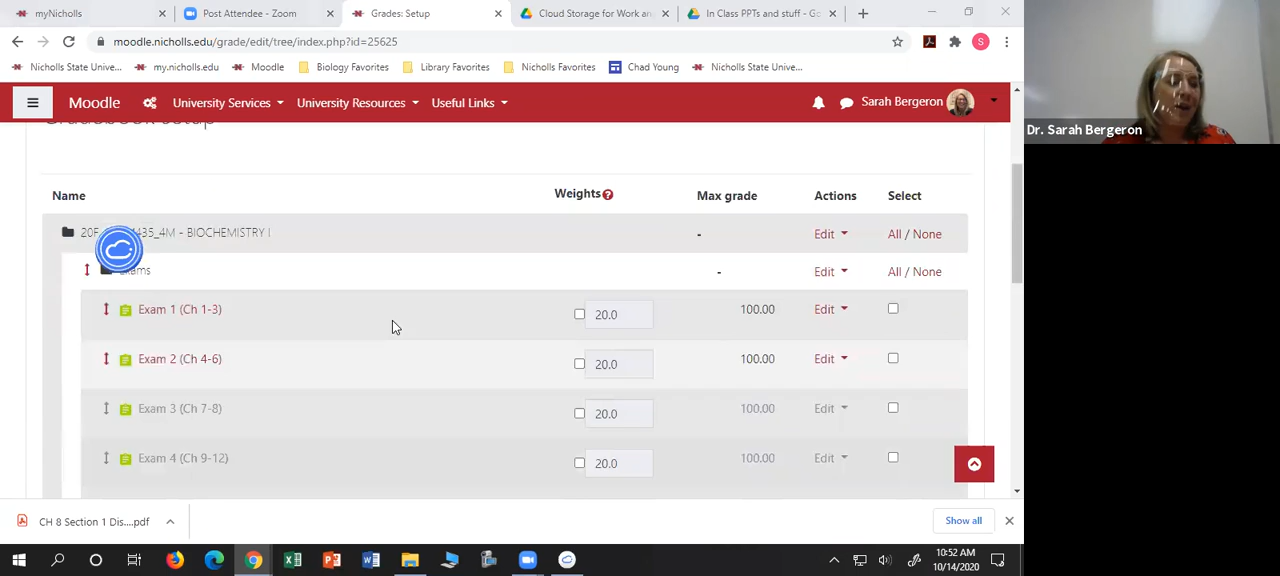 myNicholls
Post Attendee - Zoom
Grades: Setup
Cloud Storage for Work an
In Class PPTs and stuff - Go
moodle.nicholls.edu/grade/edit/tree/index.php?id=25625
S
Nicholls State Unive...
my.nicholls.edu
Moodle
Biology Favorites
Library Favorites
Nicholls Favorites
Chad Young
Nicholls State Unive...
Moodle
University Services
University Resources
Useful Links
Sarah Bergeron
Dr. Sarah Bergeron
Gradebook setup
Name
Weights
Max grade
Actions
Select
- BIOCHEMISTRY I
-
Edit
All / None
Exams
-
Edit
All / None
Exam 1 (Ch 1-3)
20.0
100.00
Edit
Exam 2 (Ch 4-6)
20.0
100.00
Edit
Exam 3 (Ch 7-8)
20.0
100.00
Edit
Exam 4 (Ch 9-12)
20.0
100.00
Edit
CH 8 Section 1 Dis....pdf
Show all
10:52 AM
10/14/2020